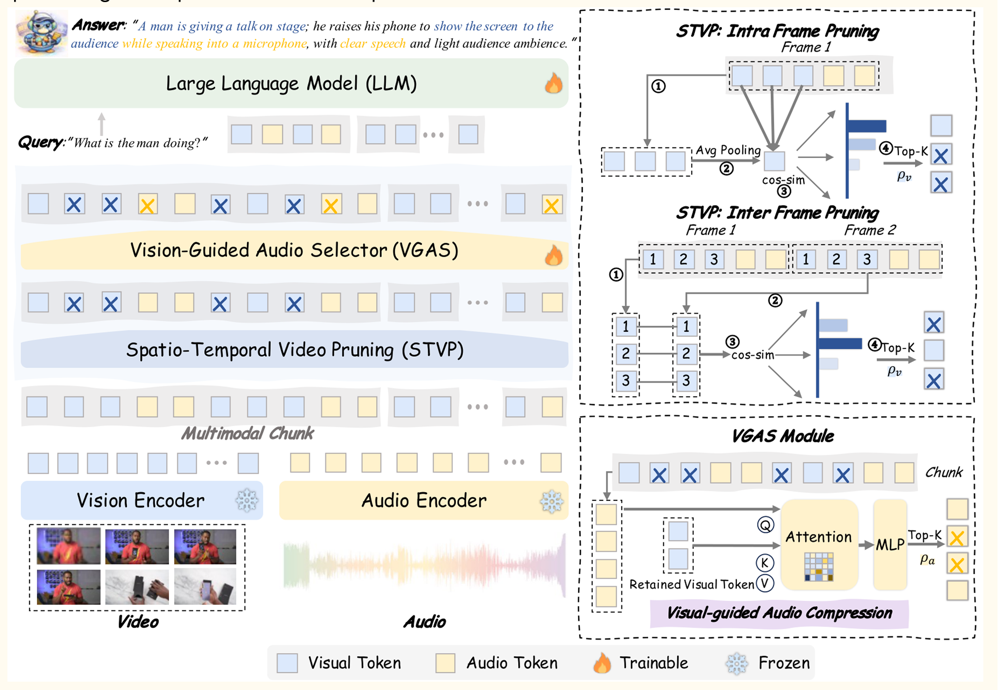 Answer: "A man is giving a talk on stage; he raises his phone to show the screen to the
audience while speaking into a microphone, with clear speech and light audience ambience."
Large Language Model (LLM)
Query:"What is the man doing?"
Vision-Guided Audio Selector (VGAS)
Spatio-Temporal Video Pruning (STVP)
Multimodal Chunk
Vision Encoder
Audio Encoder
Video
Audio
STVP: Intra Frame Pruning
Frame 1
①
Avg Pooling
②
cos-sim
③
④Top-K
ρᵥ
STVP: Inter Frame Pruning
Frame 1
Frame 2
1 2 3
1 2 3
①
②
1 1
2 2
3 3
③
cos-sim
④Top-K
ρᵥ
VGAS Module
Chunk
Q
K
V
Retained Visual Token
Attention
MLP
Top-K
ρₐ
Visual-guided Audio Compression
Visual Token
Audio Token
Trainable
Frozen